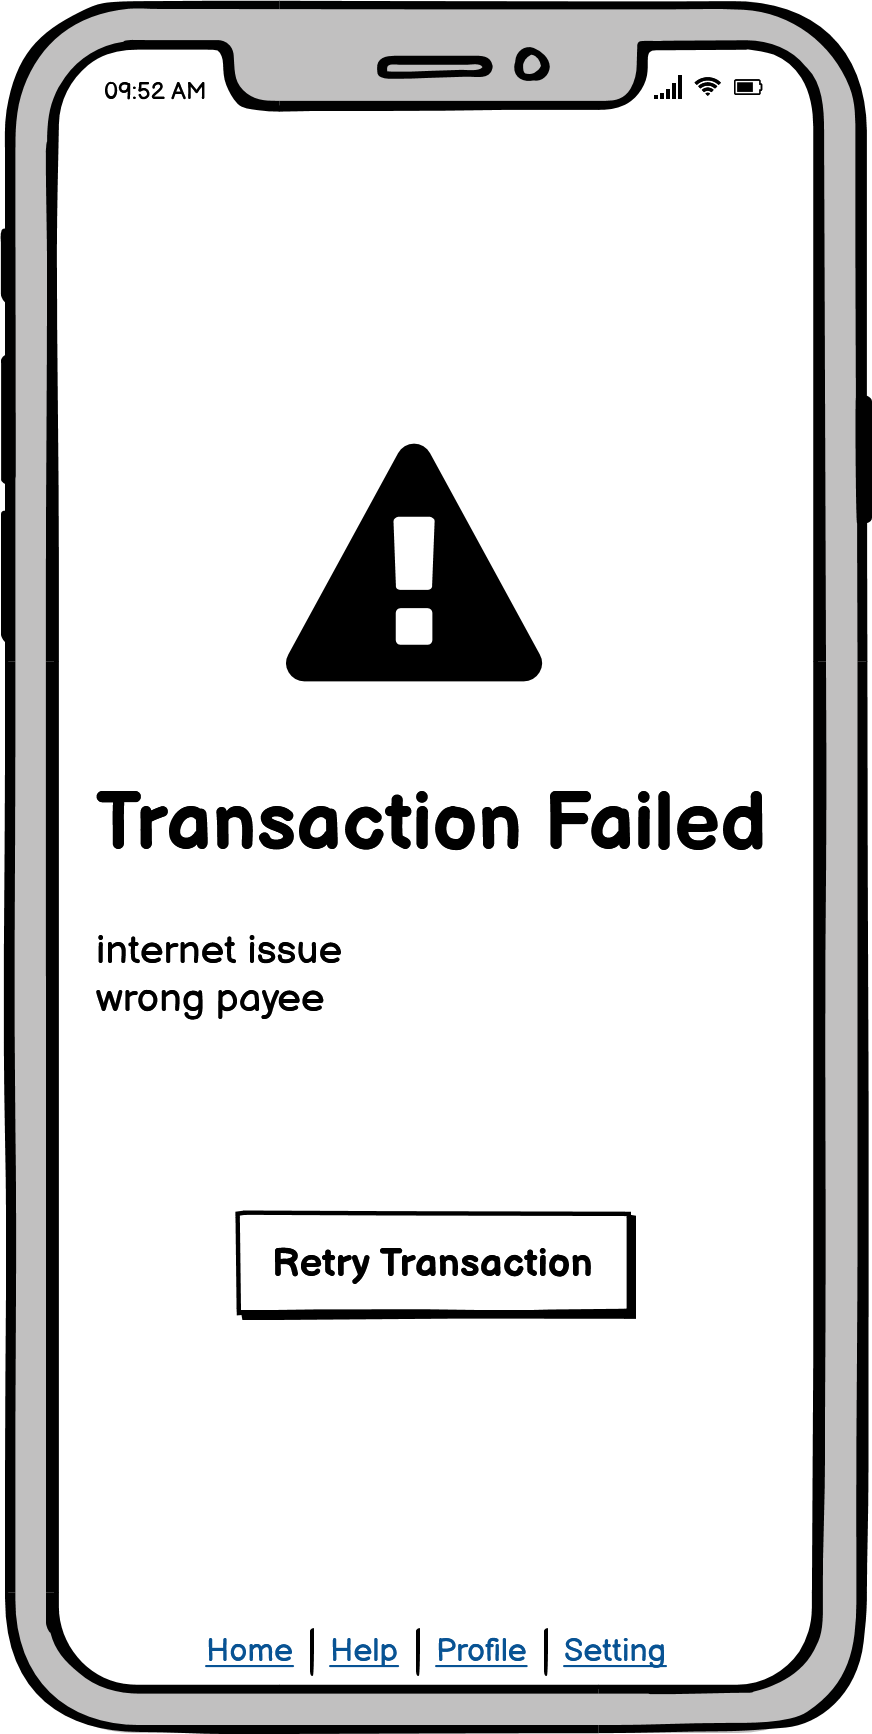 09:52 AM
Transaction Failed
internet issue
wrong payee
Retry Transaction
Home | Help | Profile | Setting